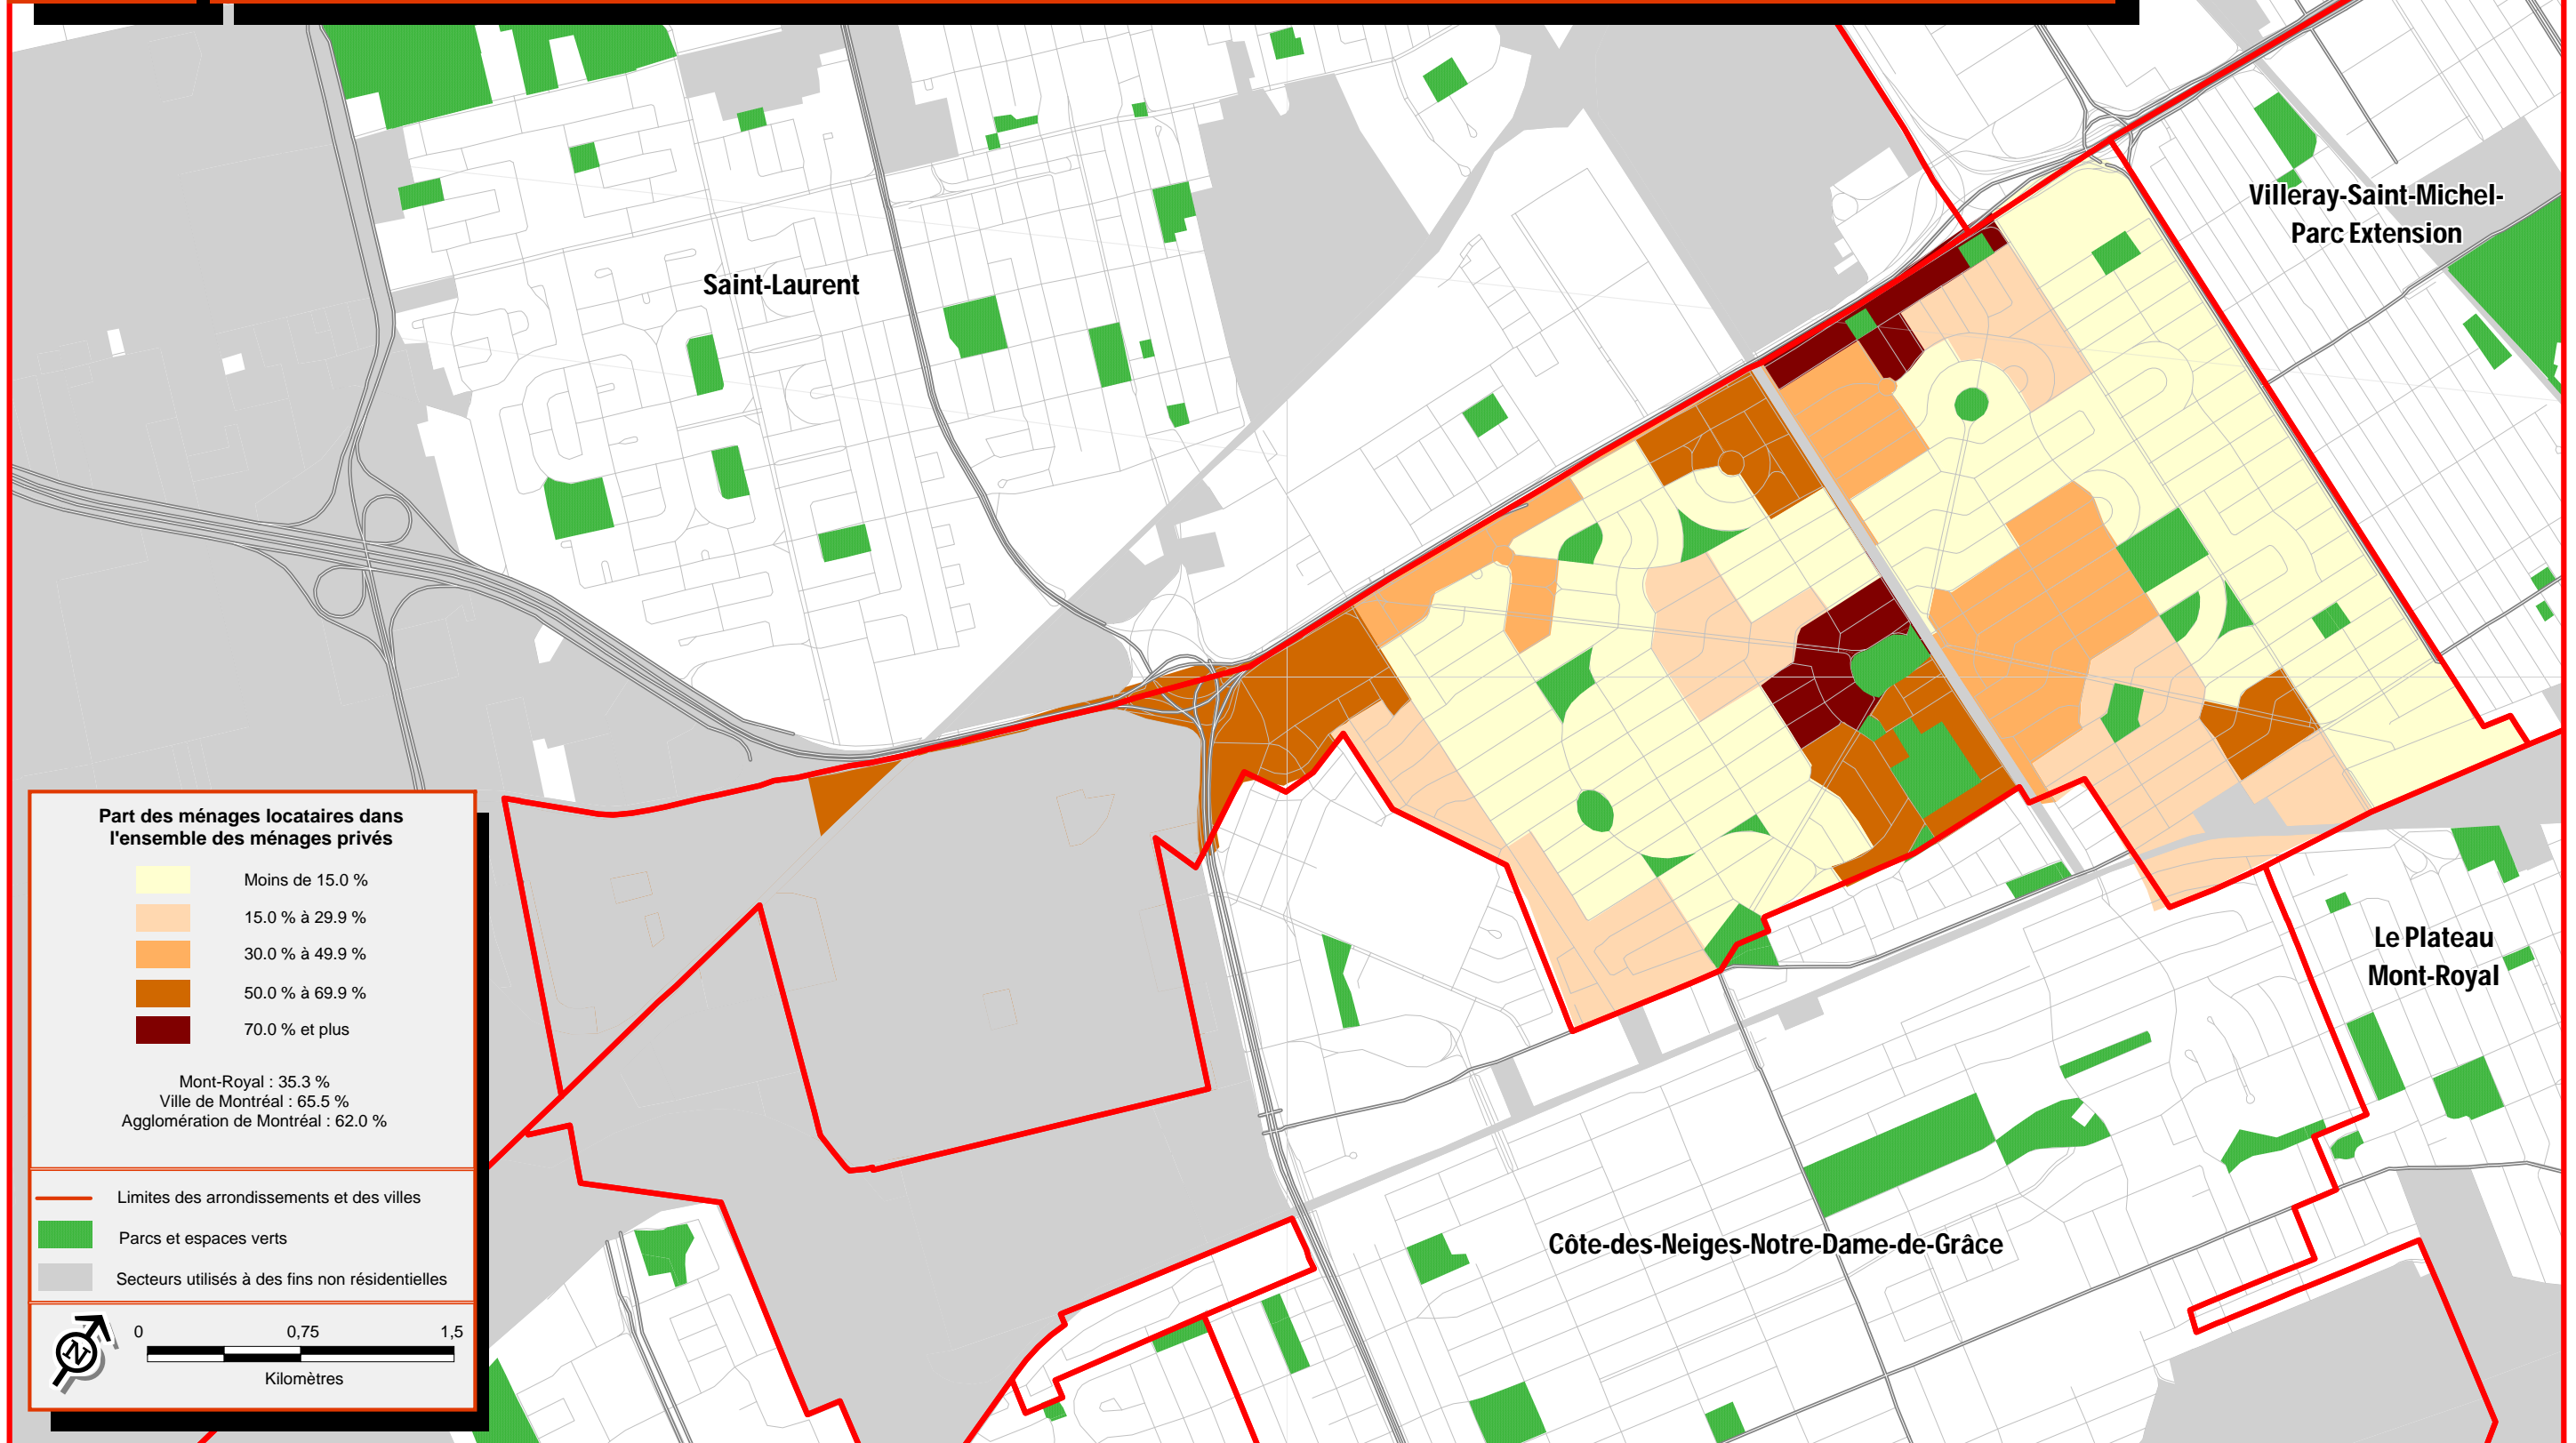 Villeray-Saint-Michel-
Parc Extension
Saint-Laurent
Le Plateau
Mont-Royal
Côte-des-Neiges-Notre-Dame-de-Grâce
Part des ménages locataires dans
l'ensemble des ménages privés
Moins de 15.0 %
15.0 % à 29.9 %
30.0 % à 49.9 %
50.0 % à 69.9 %
70.0 % et plus
Mont-Royal : 35.3 %
Ville de Montréal : 65.5 %
Agglomération de Montréal : 62.0 %
Limites des arrondissements et des villes
Parcs et espaces verts
Secteurs utilisés à des fins non résidentielles
N
0 0,75 1,5
Kilomètres